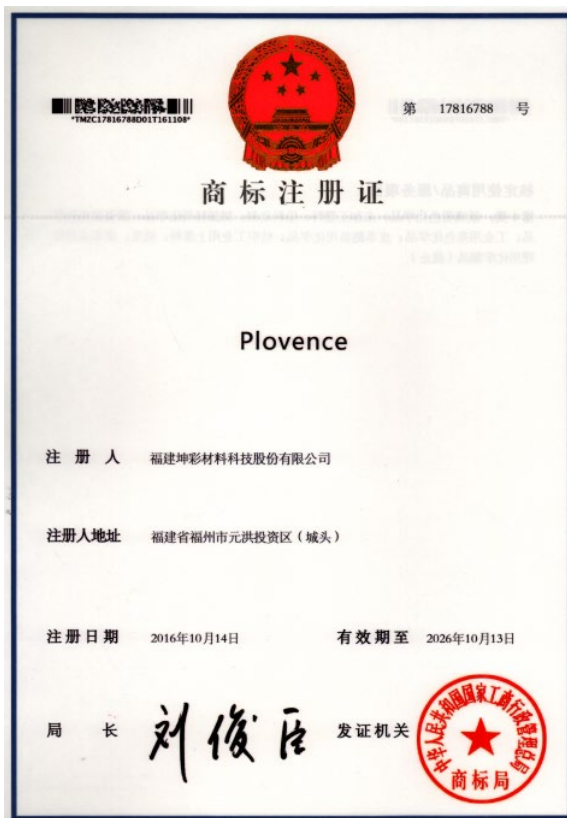 *TMZC17816788D01T161108*
第 17816788 号
商标注册证
Plovence
注册人 福建坤彩材料科技股份有限公司
注册人地址 福建省福州市元洪投资区（城头）
注册日期 2016年10月14日 有效期至 2026年10月13日
局长 刘俊臣 发证机关
中华人民共和国国家工商行政管理总局
商标局